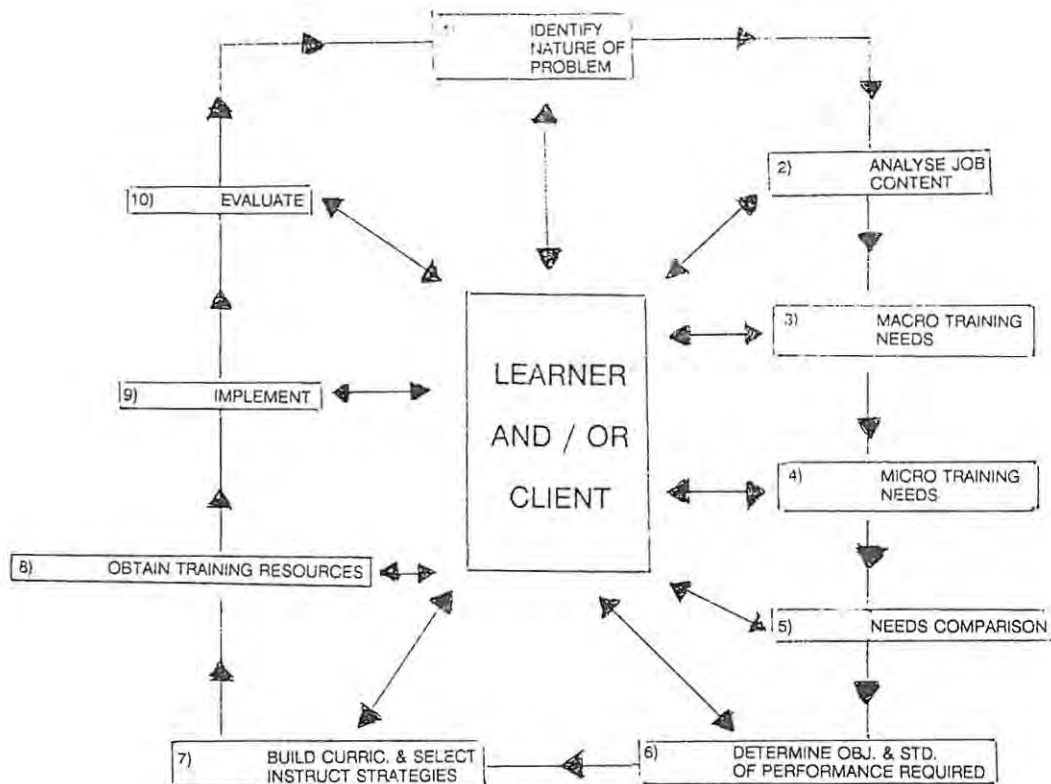 1) IDENTIFY
NATURE OF
PROBLEM
2) ANALYSE JOB
CONTENT
3) MACRO TRAINING
NEEDS
4) MICRO TRAINING
NEEDS
5) NEEDS COMPARISON
6) DETERMINE OBJ. & STD.
OF PERFORMANCE REQUIRED
7) BUILD CURRIC. & SELECT
INSTRUCT STRATEGIES
8) OBTAIN TRAINING RESOURCES
9) IMPLEMENT
10) EVALUATE
LEARNER
AND / OR
CLIENT